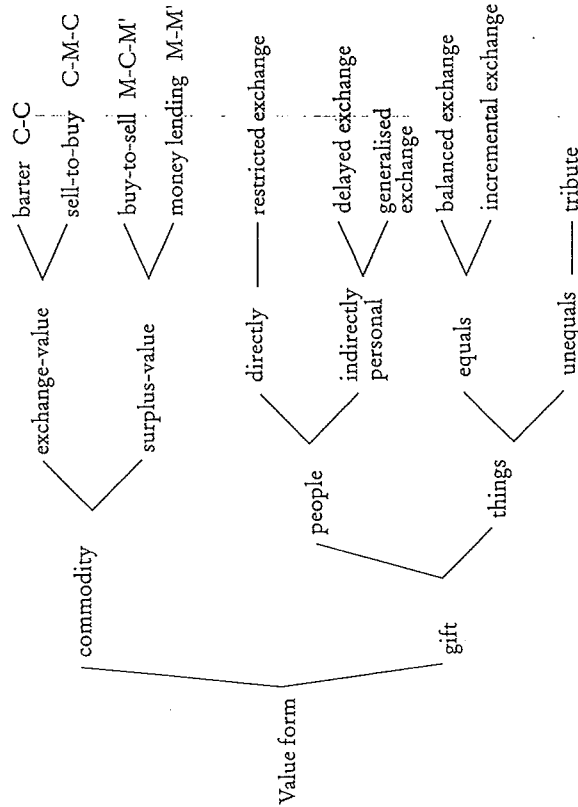 Value form
commodity
gift
exchange-value
surplus-value
people
things
directly
indirectly
personal
equals
unequals
barter C-C
sell-to-buy C-M-C
buy-to-sell M-C-M'
money lending M-M'
restricted exchange
delayed exchange
generalised
exchange
balanced exchange
incremental exchange
tribute